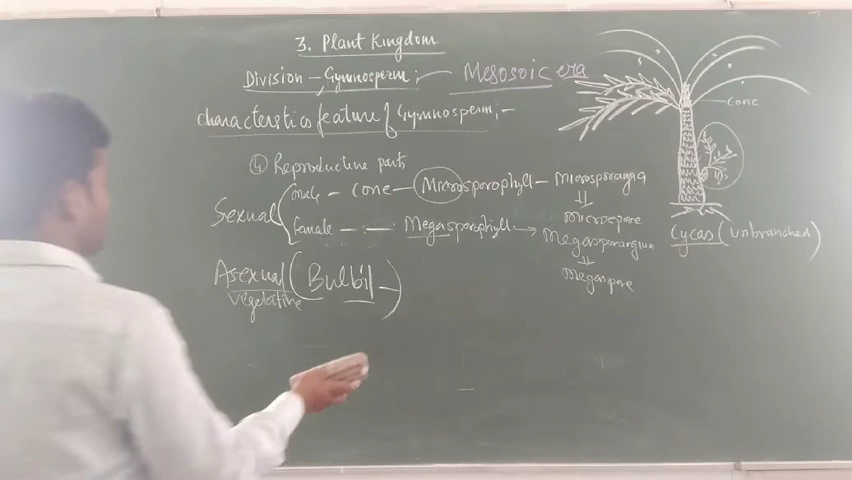 3. Plant Kingdom
Division - Gymnosperm :- Mesosoic era
characterstics feature of Gymnosperm,-
④ Reproductive parts
Sexual
male - cone - Microsporophyll - Microsporangia
Microspore
Female - :- Megasporophyll → Megasporangium
Megaspore
Asexual (Bulbil -)
vegetative
cone
Cycas (unbranched)